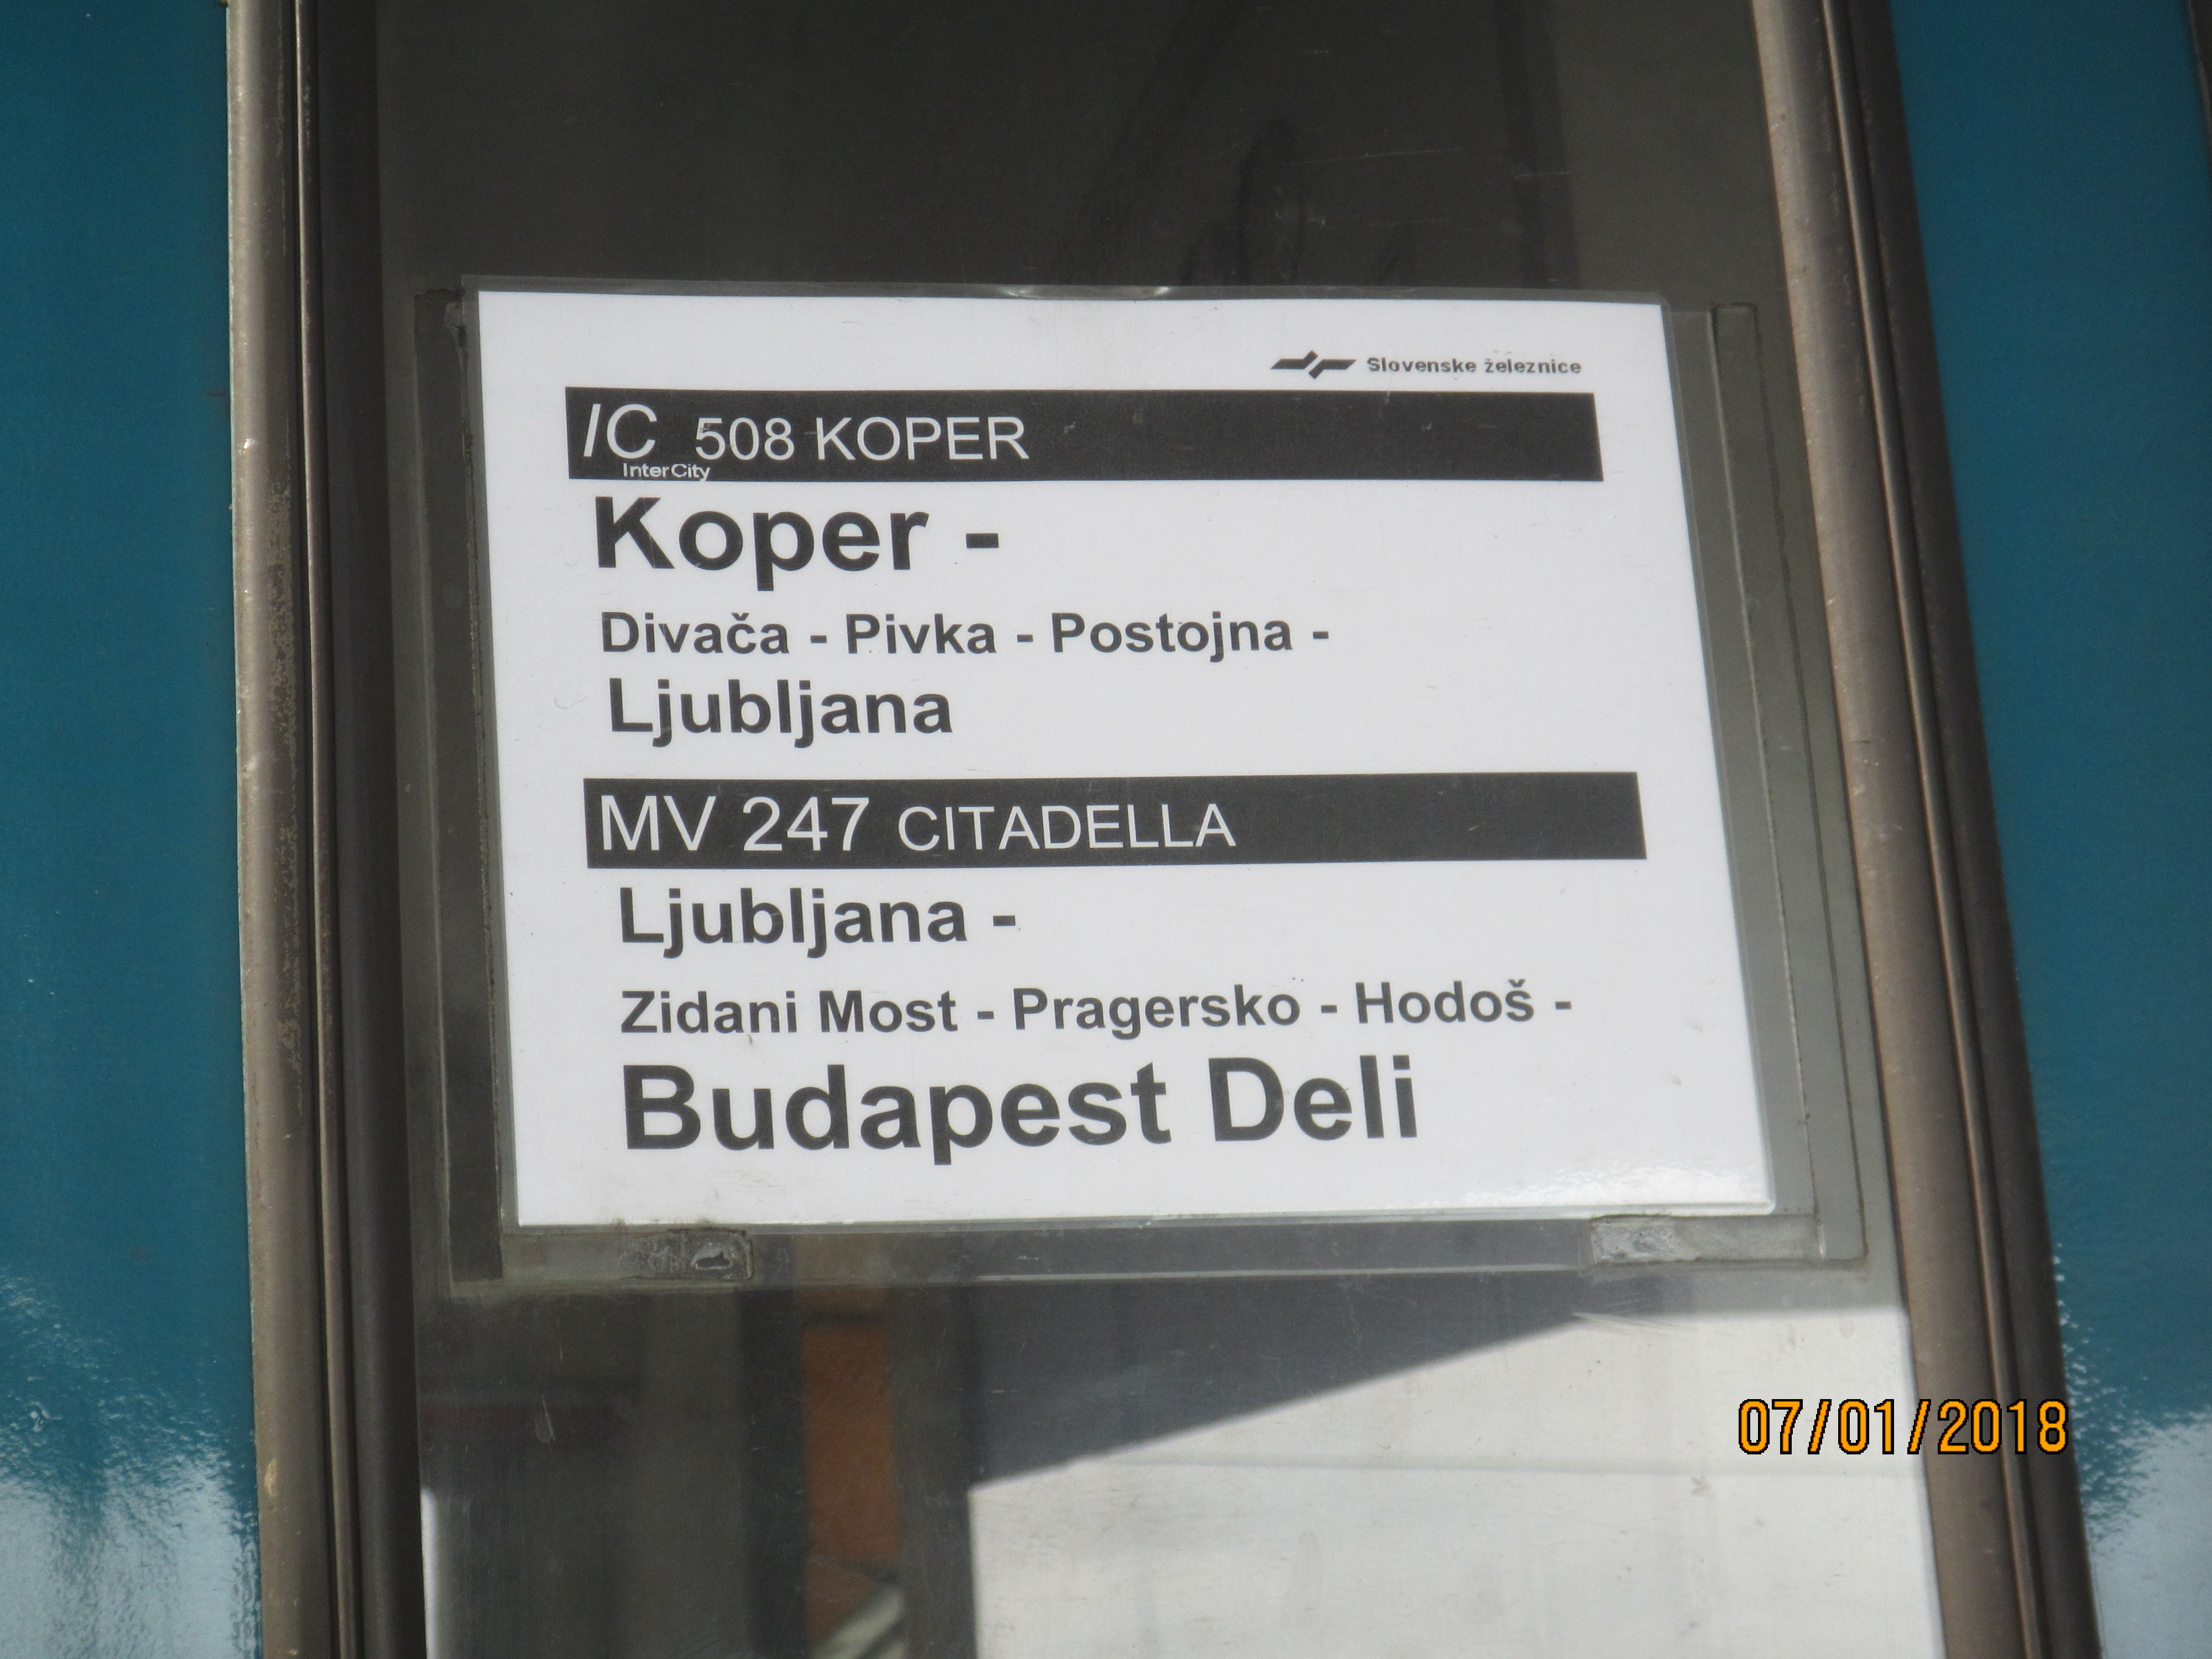 Slovenske železnice
IC 508 KOPER
InterCity
Koper -
Divača - Pivka - Postojna -
Ljubljana
MV 247 CITADELLA
Ljubljana -
Zidani Most - Pragersko - Hodoš -
Budapest Deli
07/01/2018